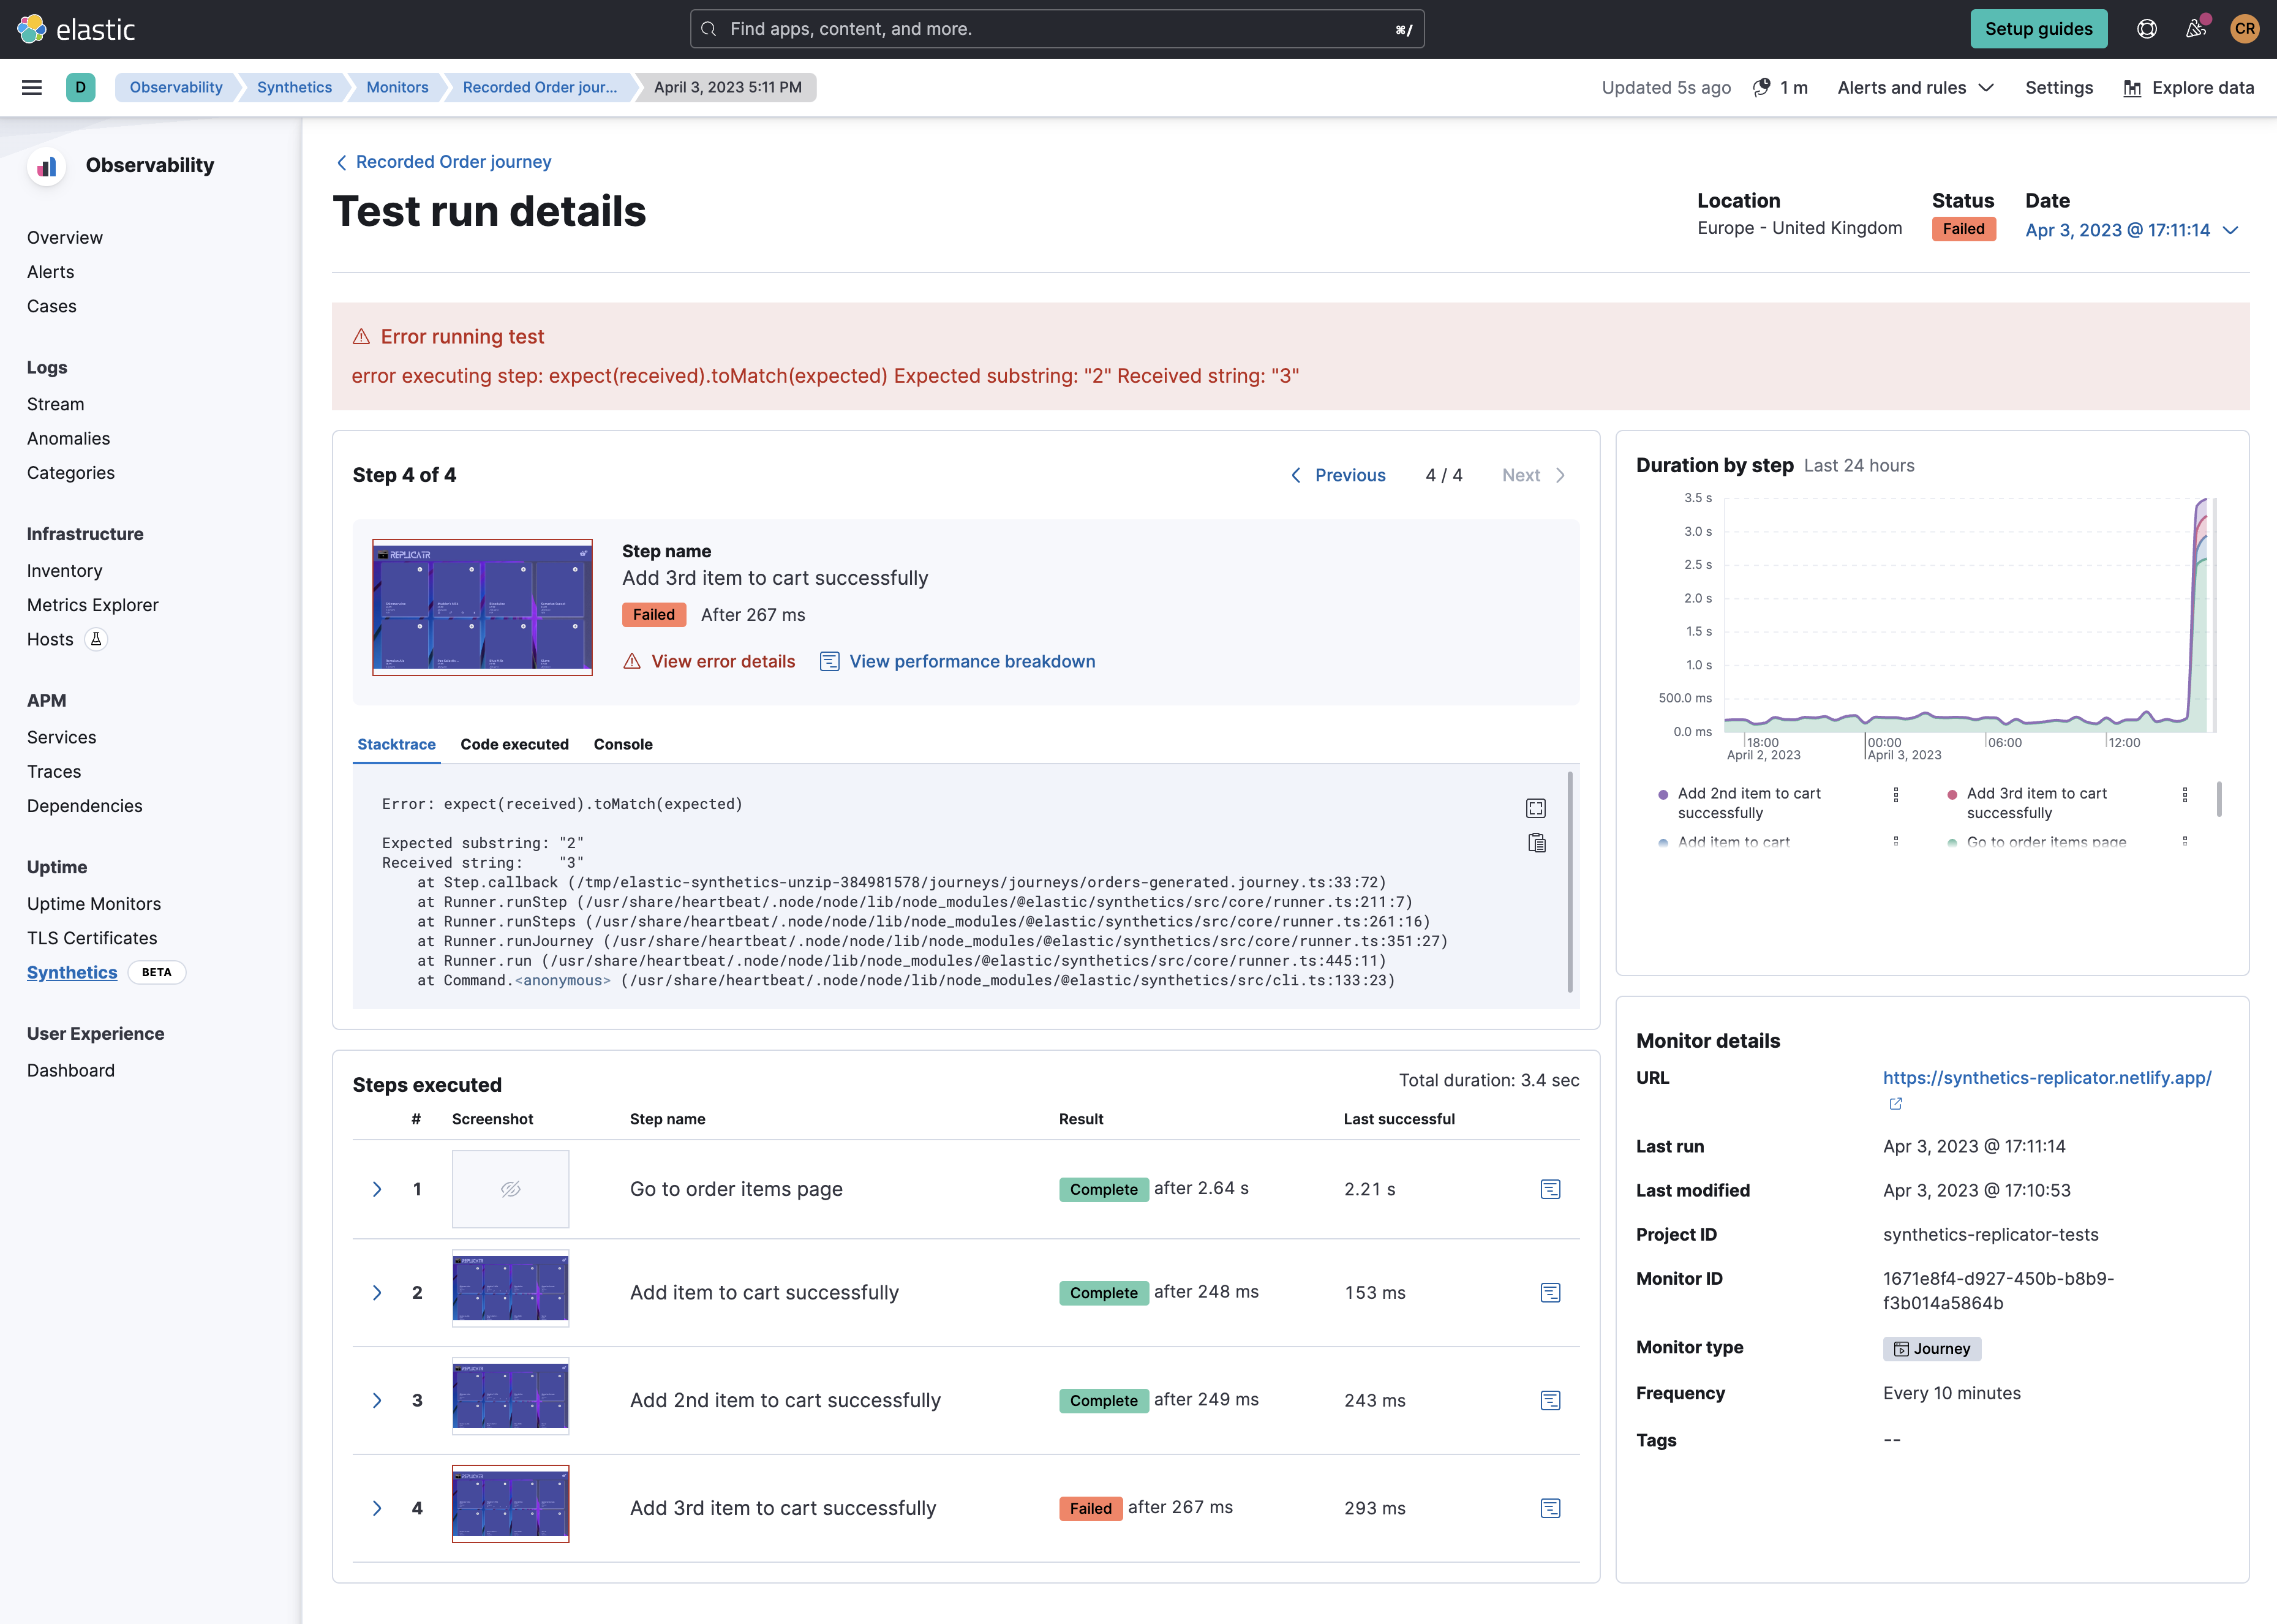 elastic
Find apps, content, and more.
⌘/
Setup guides
CR
D
Observability
Synthetics
Monitors
Recorded Order jour...
April 3, 2023 5:11 PM
Updated 5s ago
1 m
Alerts and rules
Settings
Explore data
Observability
Overview
Alerts
Cases
Logs
Stream
Anomalies
Categories
Infrastructure
Inventory
Metrics Explorer
Hosts
APM
Services
Traces
Dependencies
Uptime
Uptime Monitors
TLS Certificates
Synthetics BETA
User Experience
Dashboard
Recorded Order journey
Test run details
Location
Europe - United Kingdom
Status
Failed
Date
Apr 3, 2023 @ 17:11:14
Error running test
error executing step: expect(received).toMatch(expected) Expected substring: "2" Received string: "3"
Step 4 of 4
Previous
4 / 4
Next
REPLICATR
Step name
Add 3rd item to cart successfully
Failed After 267 ms
View error details
View performance breakdown
Stacktrace
Code executed
Console
Error: expect(received).toMatch(expected)
Expected substring: "2"
Received string: "3"
at Step.callback (/tmp/elastic-synthetics-unzip-384981578/journeys/journeys/orders-generated.journey.ts:33:72)
at Runner.runStep (/usr/share/heartbeat/.node/node/lib/node_modules/@elastic/synthetics/src/core/runner.ts:211:7)
at Runner.runSteps (/usr/share/heartbeat/.node/node/lib/node_modules/@elastic/synthetics/src/core/runner.ts:261:16)
at Runner.runJourney (/usr/share/heartbeat/.node/node/lib/node_modules/@elastic/synthetics/src/core/runner.ts:351:27)
at Runner.run (/usr/share/heartbeat/.node/node/lib/node_modules/@elastic/synthetics/src/core/runner.ts:445:11)
at Command.<anonymous> (/usr/share/heartbeat/.node/node/lib/node_modules/@elastic/synthetics/src/cli.ts:133:23)
Steps executed
Total duration: 3.4 sec
# Screenshot Step name Result Last successful
1 Go to order items page Complete after 2.64 s 2.21 s
2 Add item to cart successfully Complete after 248 ms 153 ms
3 Add 2nd item to cart successfully Complete after 249 ms 243 ms
4 Add 3rd item to cart successfully Failed after 267 ms 293 ms
Duration by step Last 24 hours
3.5 s
3.0 s
2.5 s
2.0 s
1.5 s
1.0 s
500.0 ms
0.0 ms
18:00 00:00 06:00 12:00
April 2, 2023 April 3, 2023
Add 2nd item to cart
successfully
Add 3rd item to cart
successfully
Add item to cart
Go to order items page
Monitor details
URL https://synthetics-replicator.netlify.app/
Last run Apr 3, 2023 @ 17:11:14
Last modified Apr 3, 2023 @ 17:10:53
Project ID synthetics-replicator-tests
Monitor ID 1671e8f4-d927-450b-b8b9-
f3b014a5864b
Monitor type Journey
Frequency Every 10 minutes
Tags --